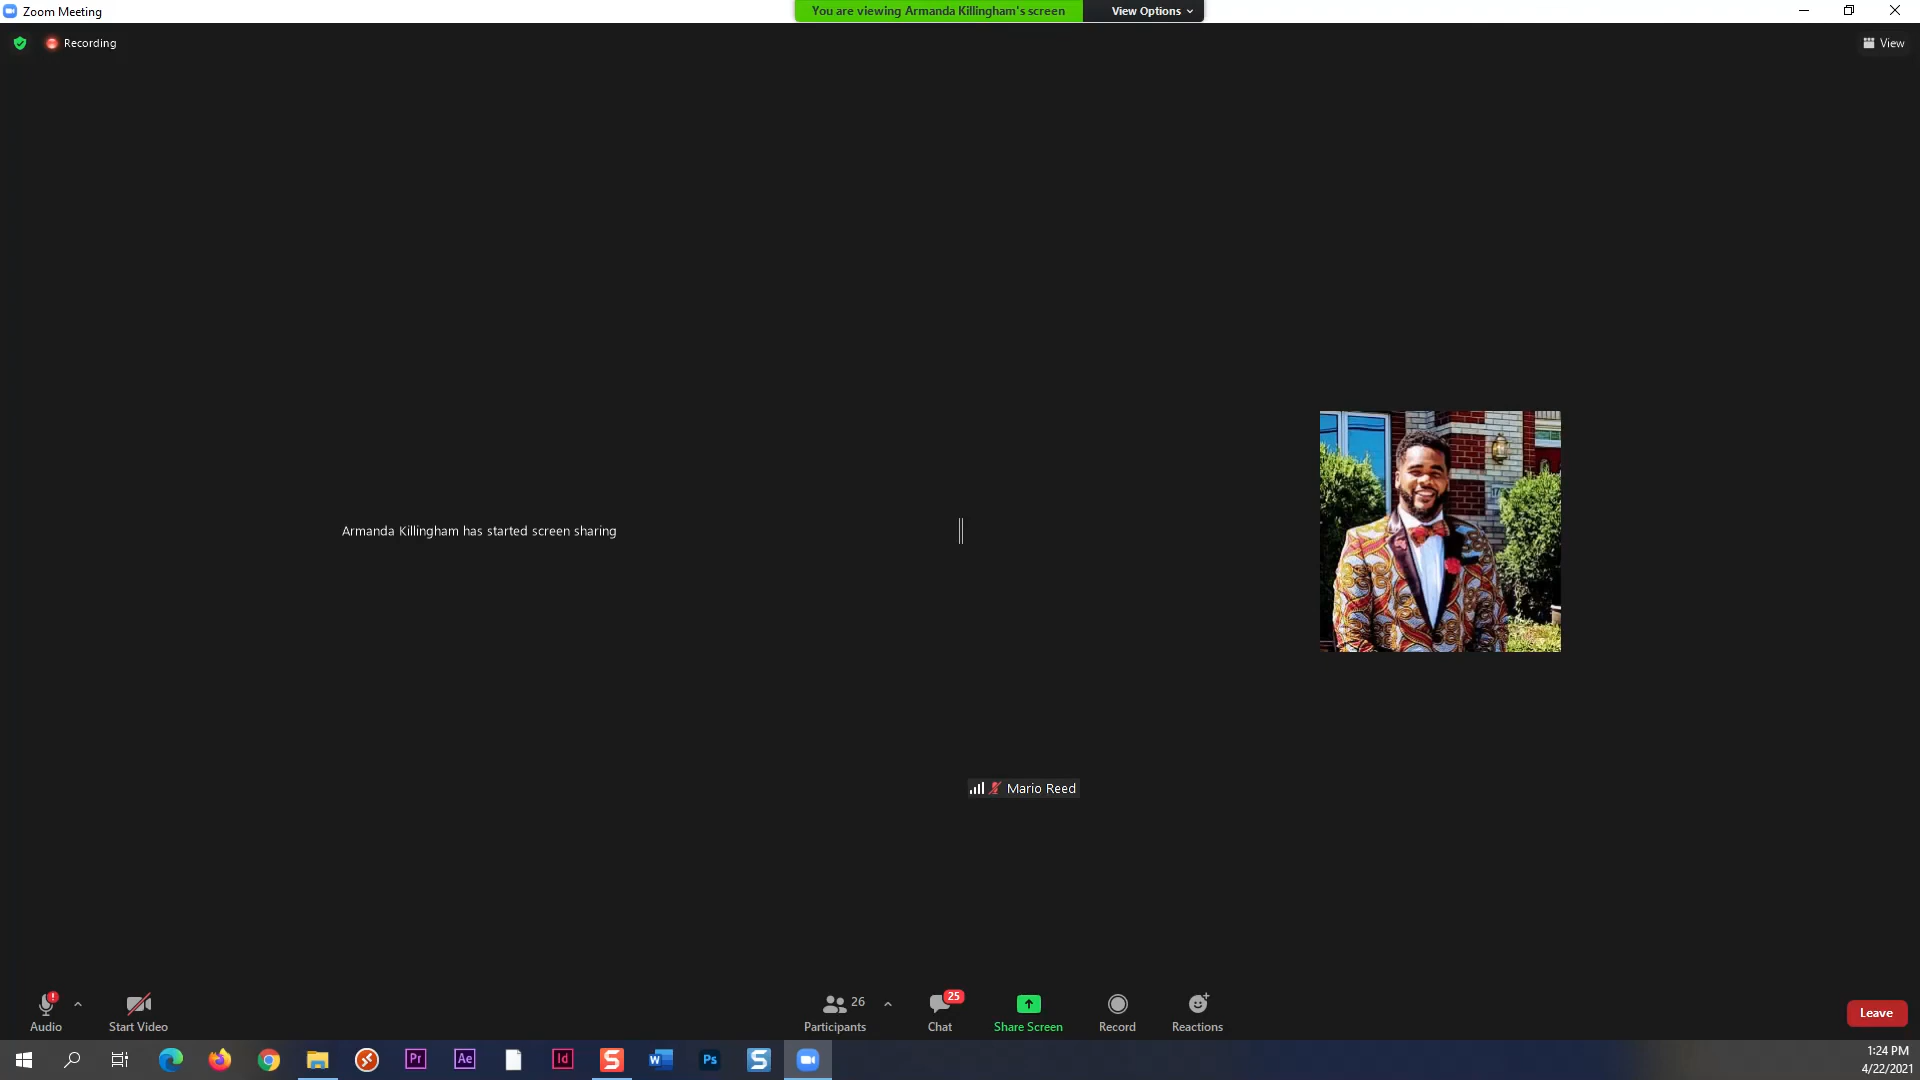 Zoom Meeting
You are viewing Armanda Killingham's screen
View Options
Recording
View
Armanda Killingham has started screen sharing
Mario Reed
26
25
Audio
Start Video
Participants
Chat
Share Screen
Record
Reactions
Leave
Pr
Ae
Id
S
W
Ps
S
1:24 PM
4/22/2021